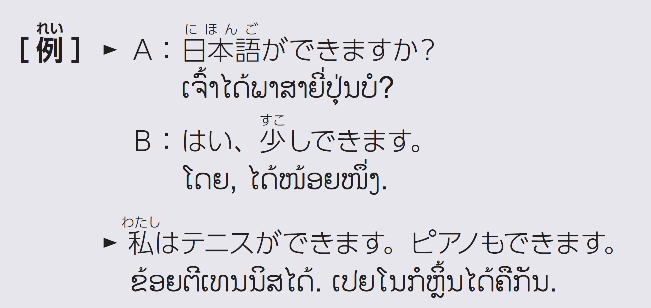 れい
[例] ► A：日本語ができますか？
にほんご
ເຈົ້າໄດ້ພາສາຍີ່ປຸ່ນບໍ?
すこ
B：はい、少しできます。
ໂດຍ, ໄດ້ໜ້ອຍໜຶ່ງ.
わたし
► 私はテニスができます。ピアノもできます。
ຂ້ອຍຕີເທນນິສໄດ້. ເປຍໂນກໍຫຼິ້ນໄດ້ຄືກັນ.